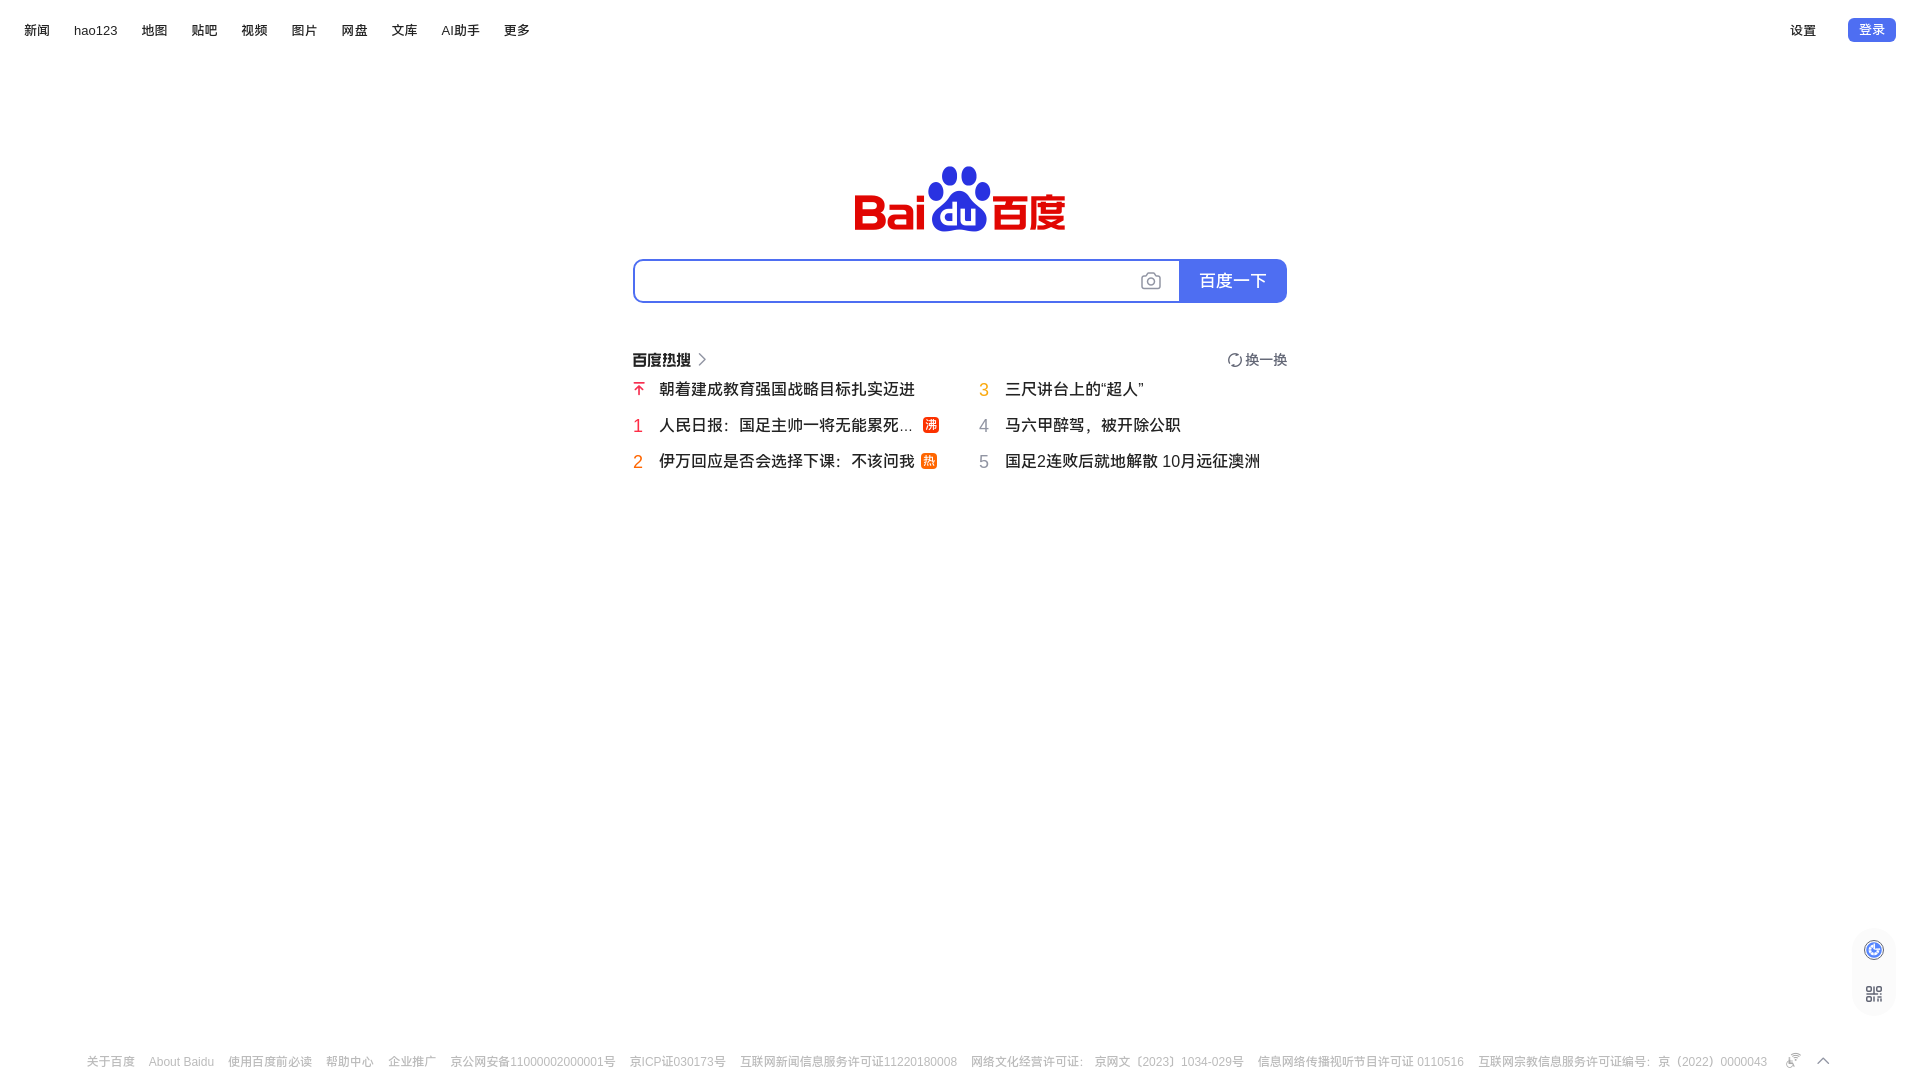 新闻 hao123 地图 贴吧 视频 图片 网盘 文库 AI助手 更多 设置 登录
Bai du 百度
百度一下
百度热搜 换一换
朝着建成教育强国战略目标扎实迈进
1 人民日报：国足主帅一将无能累死... 沸
2 伊万回应是否会选择下课：不该问我 热
3 三尺讲台上的“超人”
4 马六甲醉驾，被开除公职
5 国足2连败后就地解散 10月远征澳洲
关于百度 About Baidu 使用百度前必读 帮助中心 企业推广 京公网安备11000002000001号 京ICP证030173号 互联网新闻信息服务许可证11220180008 网络文化经营许可证： 京网文〔2023〕1034-029号 信息网络传播视听节目许可证 0110516 互联网宗教信息服务许可证编号：京（2022）0000043